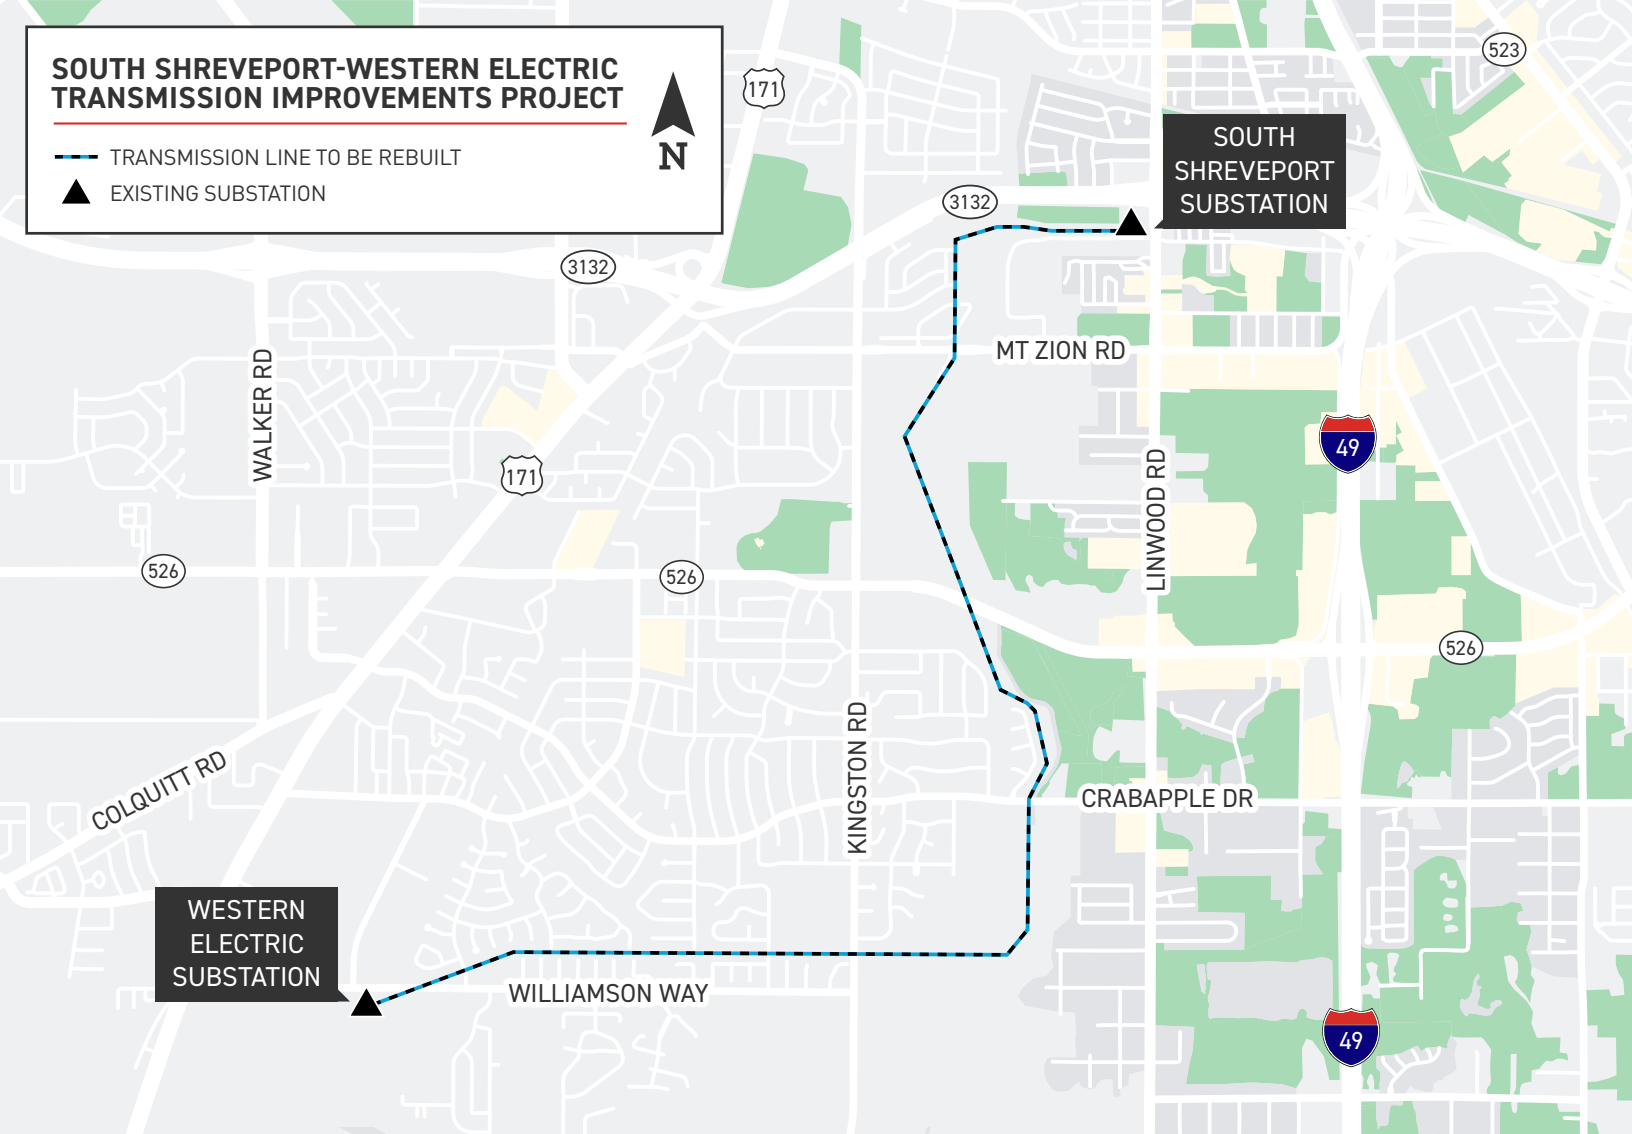 SOUTH SHREVEPORT-WESTERN ELECTRIC
TRANSMISSION IMPROVEMENTS PROJECT
N
TRANSMISSION LINE TO BE REBUILT
EXISTING SUBSTATION
171
523
SOUTH
SHREVEPORT
SUBSTATION
3132
3132
MT ZION RD
WALKER RD
171
49
LINWOOD RD
526
526
526
KINGSTON RD
COLQUITT RD
CRABAPPLE DR
WESTERN
ELECTRIC
SUBSTATION
WILLIAMSON WAY
49